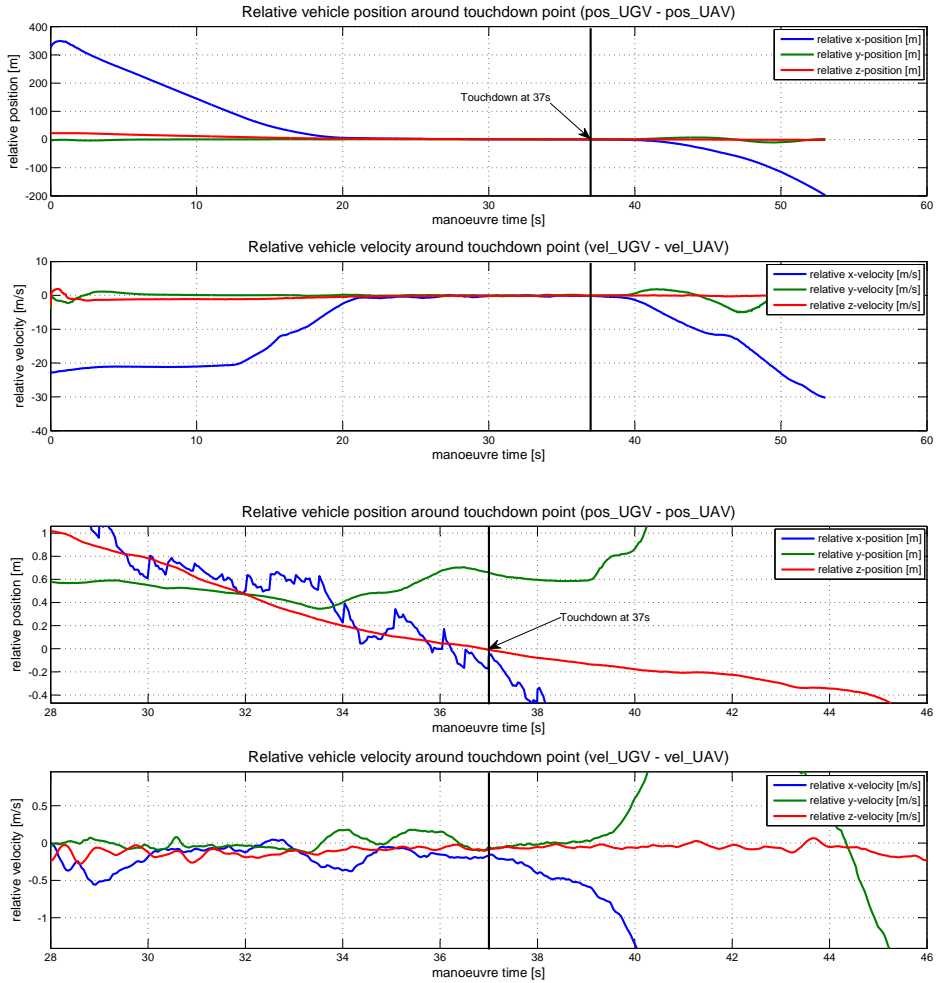 Relative vehicle position around touchdown point (pos_UGV - pos_UAV)
relative position [m]
400
300
200
100
0
-100
-200
Touchdown at 37s
relative x-position [m]
relative y-position [m]
relative z-position [m]
0 10 20 30 40 50 60
manoeuvre time [s]
Relative vehicle velocity around touchdown point (vel_UGV - vel_UAV)
relative velocity [m/s]
10
0
-10
-20
-30
-40
relative x-velocity [m/s]
relative y-velocity [m/s]
relative z-velocity [m/s]
0 10 20 30 40 50 60
manoeuvre time [s]
Relative vehicle position around touchdown point (pos_UGV - pos_UAV)
relative position [m]
1
0.8
0.6
0.4
0.2
0
-0.2
-0.4
Touchdown at 37s
relative x-position [m]
relative y-position [m]
relative z-position [m]
28 30 32 34 36 38 40 42 44 46
manoeuvre time [s]
Relative vehicle velocity around touchdown point (vel_UGV - vel_UAV)
relative velocity [m/s]
0.5
0
-0.5
-1
relative x-velocity [m/s]
relative y-velocity [m/s]
relative z-velocity [m/s]
28 30 32 34 36 38 40 42 44 46
manoeuvre time [s]